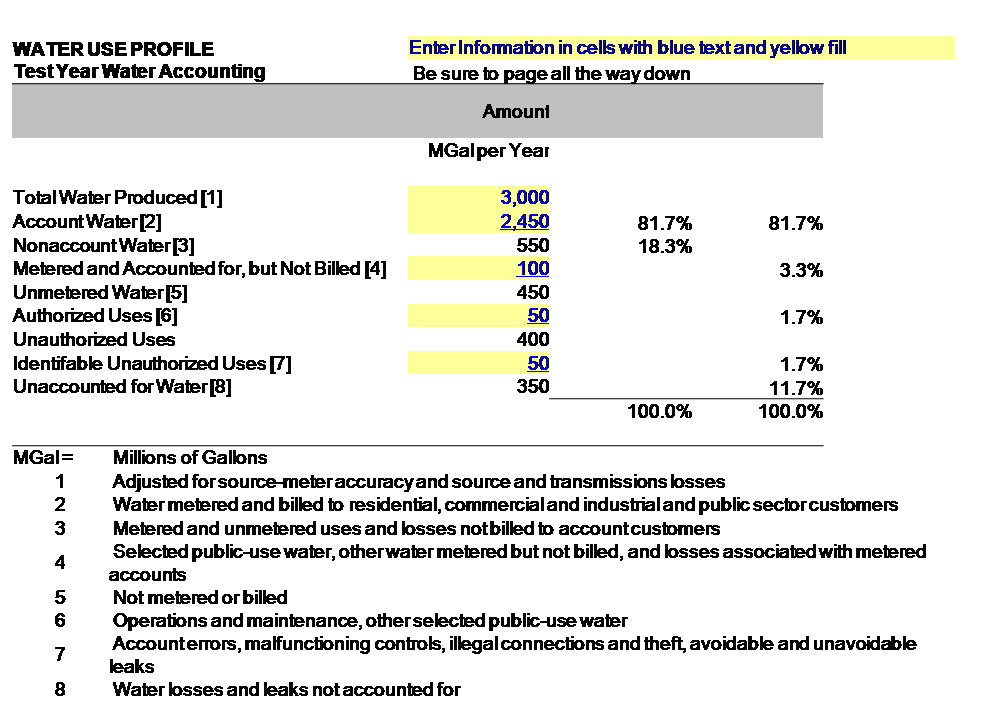 WATER USE PROFILE Enter Information in cells with blue text and yellow fill
Test Year Water Accounting Be sure to page all the way down
Amount
MGal per Year
Total Water Produced [1] 3,000
Account Water [2] 2,450 81.7% 81.7%
Nonaccount Water [3] 550 18.3%
Metered and Accounted for, but Not Billed [4] 100 3.3%
Unmetered Water [5] 450
Authorized Uses [6] 50 1.7%
Unauthorized Uses 400
Identifable Unauthorized Uses [7] 50 1.7%
Unaccounted for Water [8] 350 11.7%
100.0% 100.0%
MGal = Millions of Gallons
1 Adjusted for source-meter accuracy and source and transmissions losses
2 Water metered and billed to residential, commercial and industrial and public sector customers
3 Metered and unmetered uses and losses not billed to account customers
4 Selected public-use water, other water metered but not billed, and losses associated with metered
accounts
5 Not metered or billed
6 Operations and maintenance, other selected public-use water
7 Account errors, malfunctioning controls, illegal connections and theft, avoidable and unavoidable
leaks
8 Water losses and leaks not accounted for